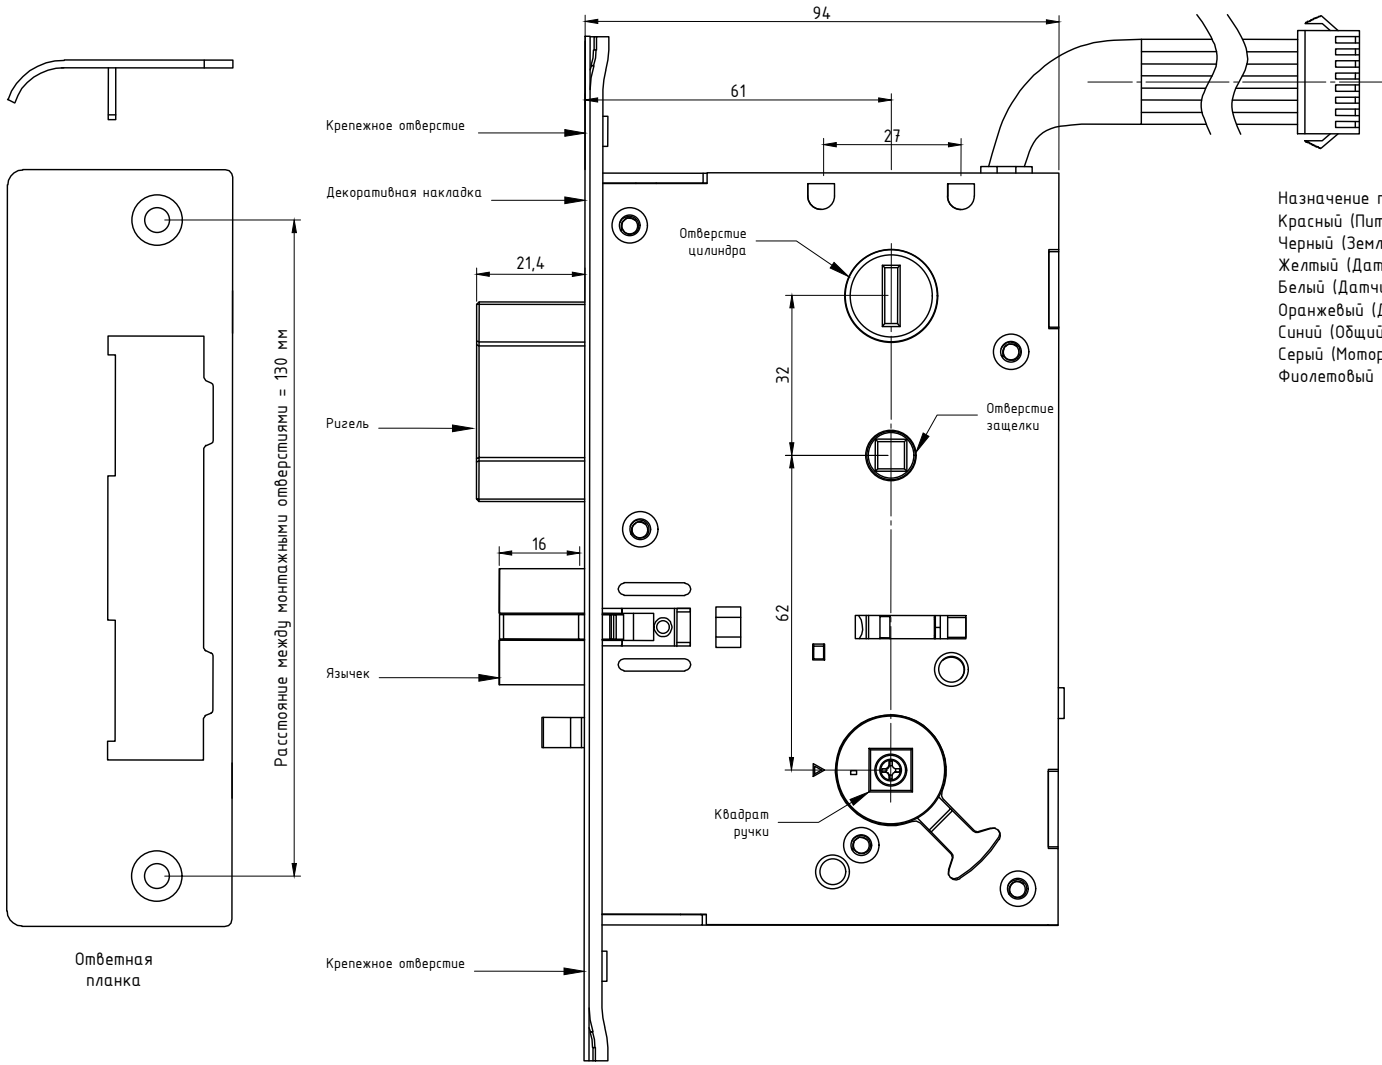 94
61
27
Крепежное отверстие
Декоративная накладка
Отверстие
цилиндра
21,4
Назначение
Красный
Черный
Желтый
Белый
Оранжевый
Синий (Общий
Серый
Фиолетовый
Расстояние между монтажными отверстиями = 130 мм
32
Ригель
Отверстие
защелки
16
62
Язычек
Квадрат
ручки
Ответная
планка
Крепежное отверстие